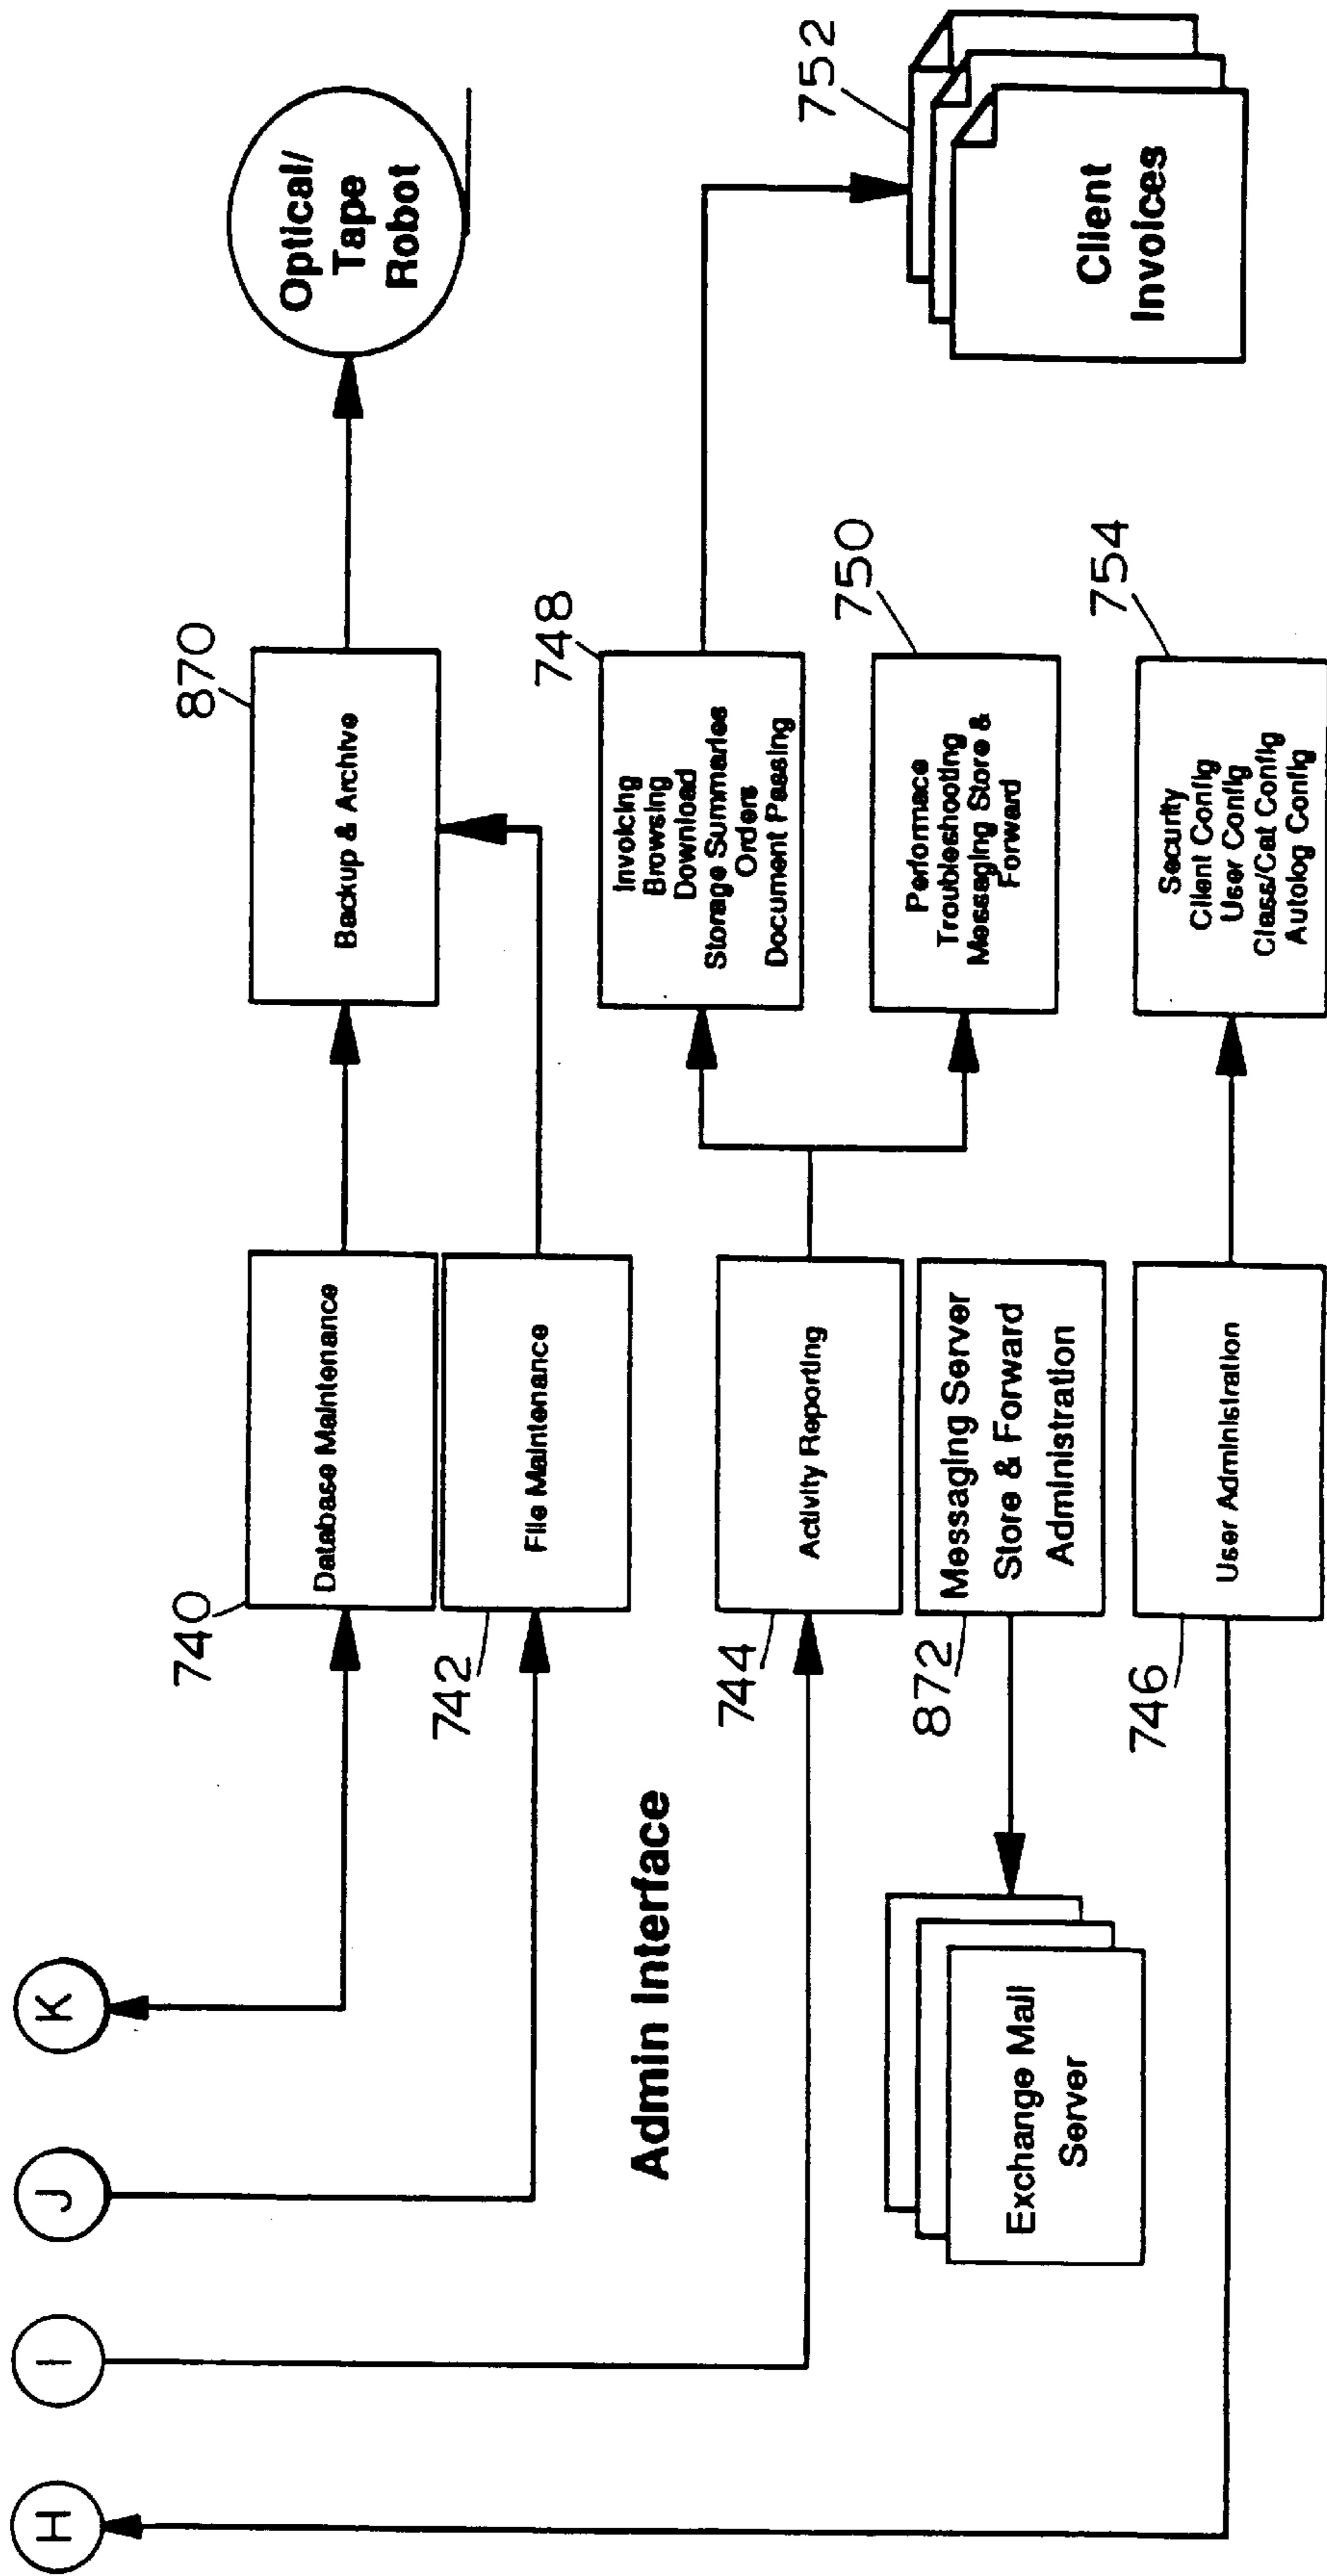 H
I
J
K
Admin Interface
740
Database Maintenance
742
File Maintenance
870
Backup & Archive
Optical/
Tape
Robot
744
Activity Reporting
748
Invoicing
Browsing
Download
Storage Summaries
Orders
Document Passing
752
Client
Invoices
750
Performace
Troubleshooting
Messaging Store &
Forward
872
Messaging Server
Store & Forward
Administration
Exchange Mail
Server
746
User Administration
754
Security
Client Config
User Config
Class/Cat Config
Autolog Config